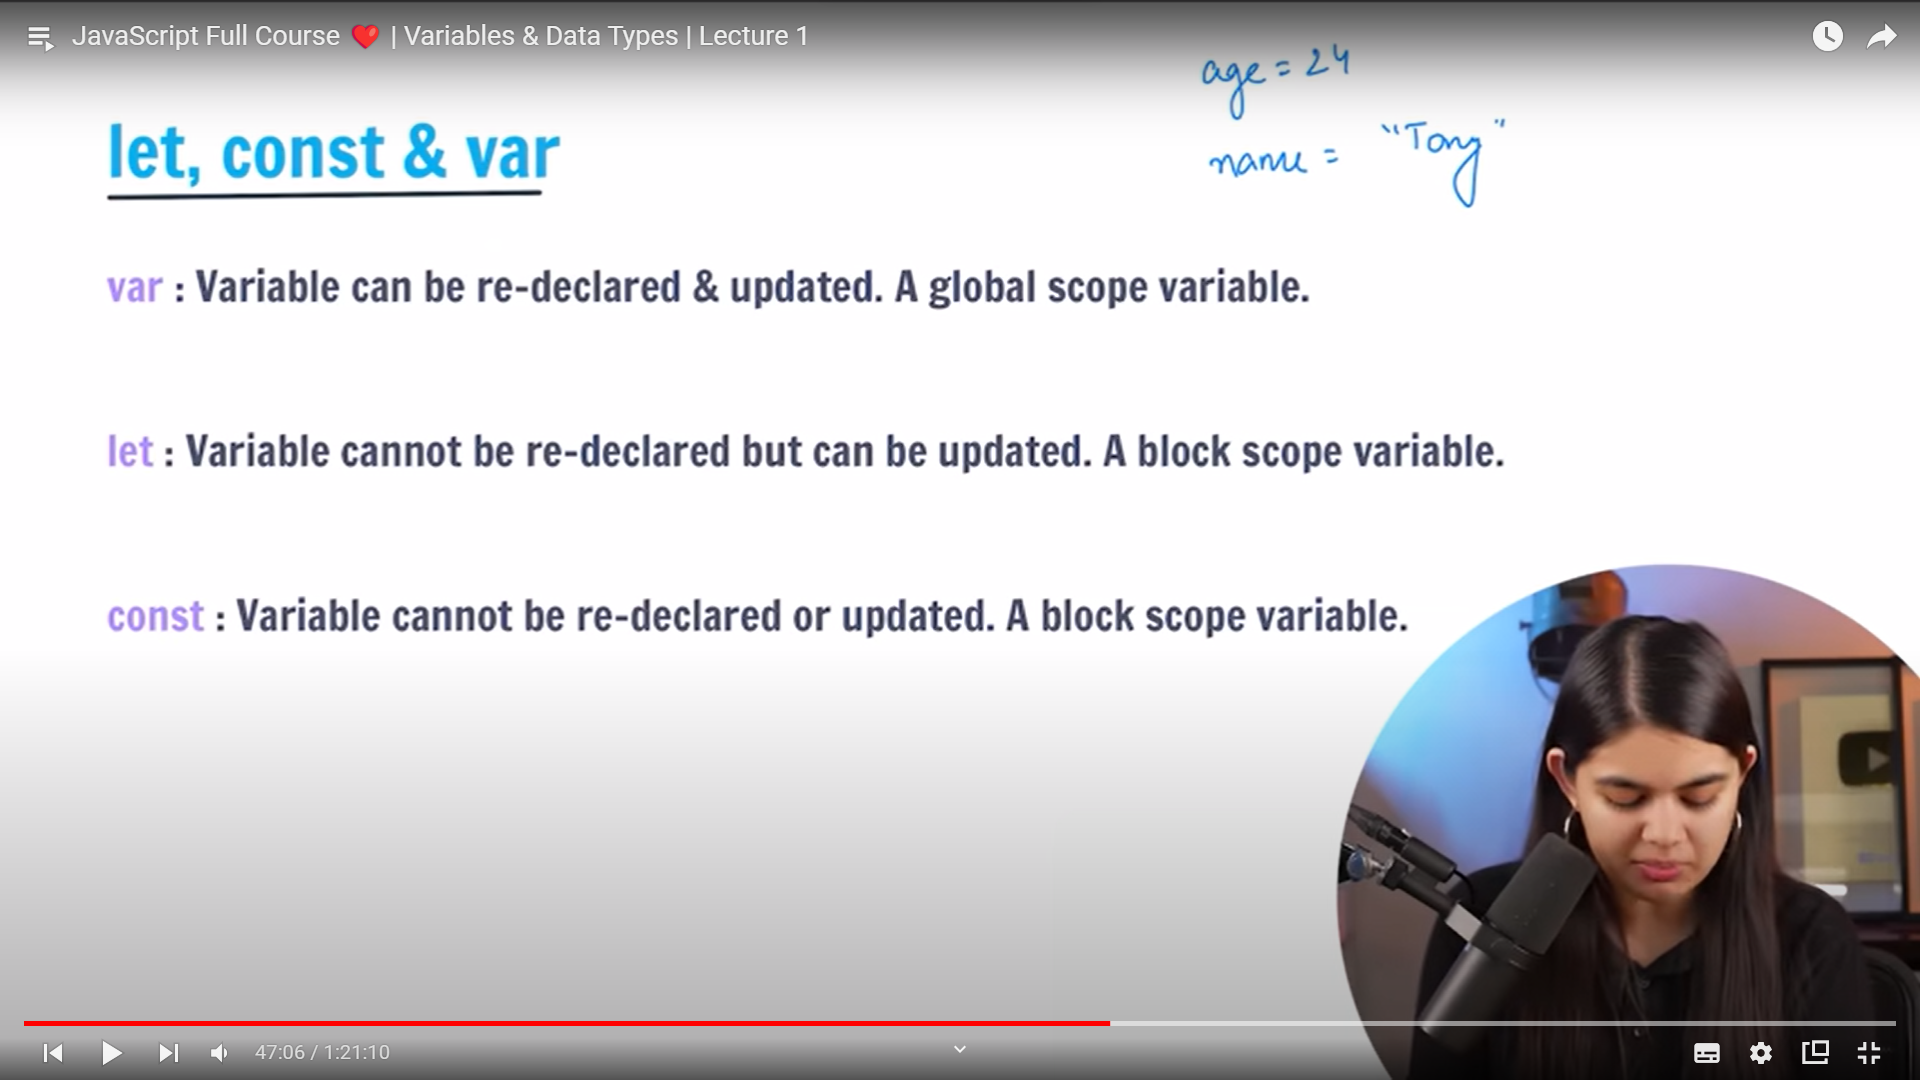 JavaScript Full Course ❤️ | Variables & Data Types | Lecture 1
age = 24
name = "Tony"
let, const & var
var : Variable can be re-declared & updated. A global scope variable.
let : Variable cannot be re-declared but can be updated. A block scope variable.
const : Variable cannot be re-declared or updated. A block scope variable.
47:06 / 1:21:10